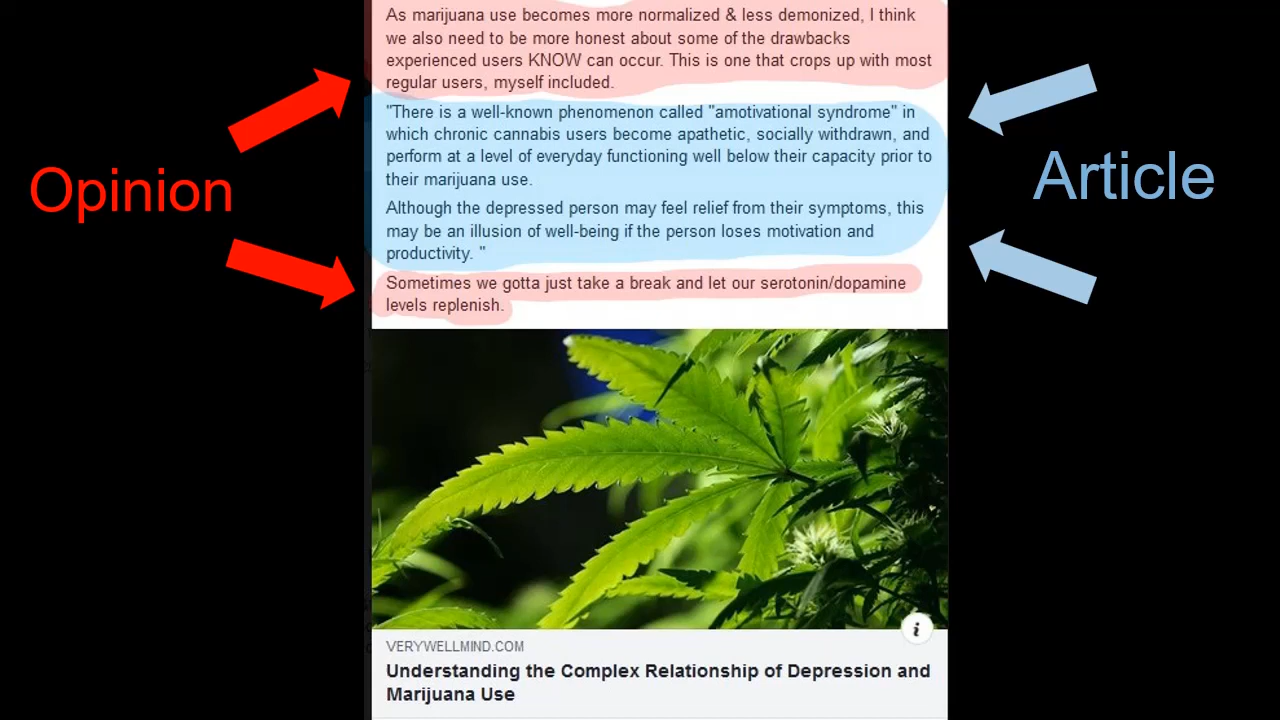 As marijuana use becomes more normalized & less demonized, I think
we also need to be more honest about some of the drawbacks
experienced users KNOW can occur. This is one that crops up with most
regular users, myself included.
"There is a well-known phenomenon called "amotivational syndrome" in
which chronic cannabis users become apathetic, socially withdrawn, and
perform at a level of everyday functioning well below their capacity prior to
their marijuana use.
Although the depressed person may feel relief from their symptoms, this
may be an illusion of well-being if the person loses motivation and
productivity. "
Sometimes we gotta just take a break and let our serotonin/dopamine
levels replenish.
Opinion
Article
i
VERYWELLMIND.COM
Understanding the Complex Relationship of Depression and
Marijuana Use